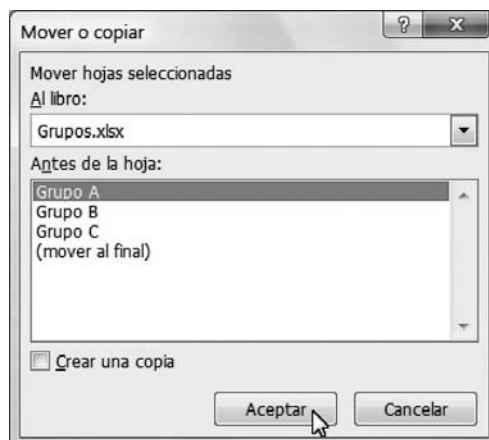 Mover o copiar
? x
Mover hojas seleccionadas
Al libro:
Grupos.xlsx
Antes de la hoja:
Grupo A
Grupo B
Grupo C
(mover al final)
Crear una copia
Aceptar Cancelar